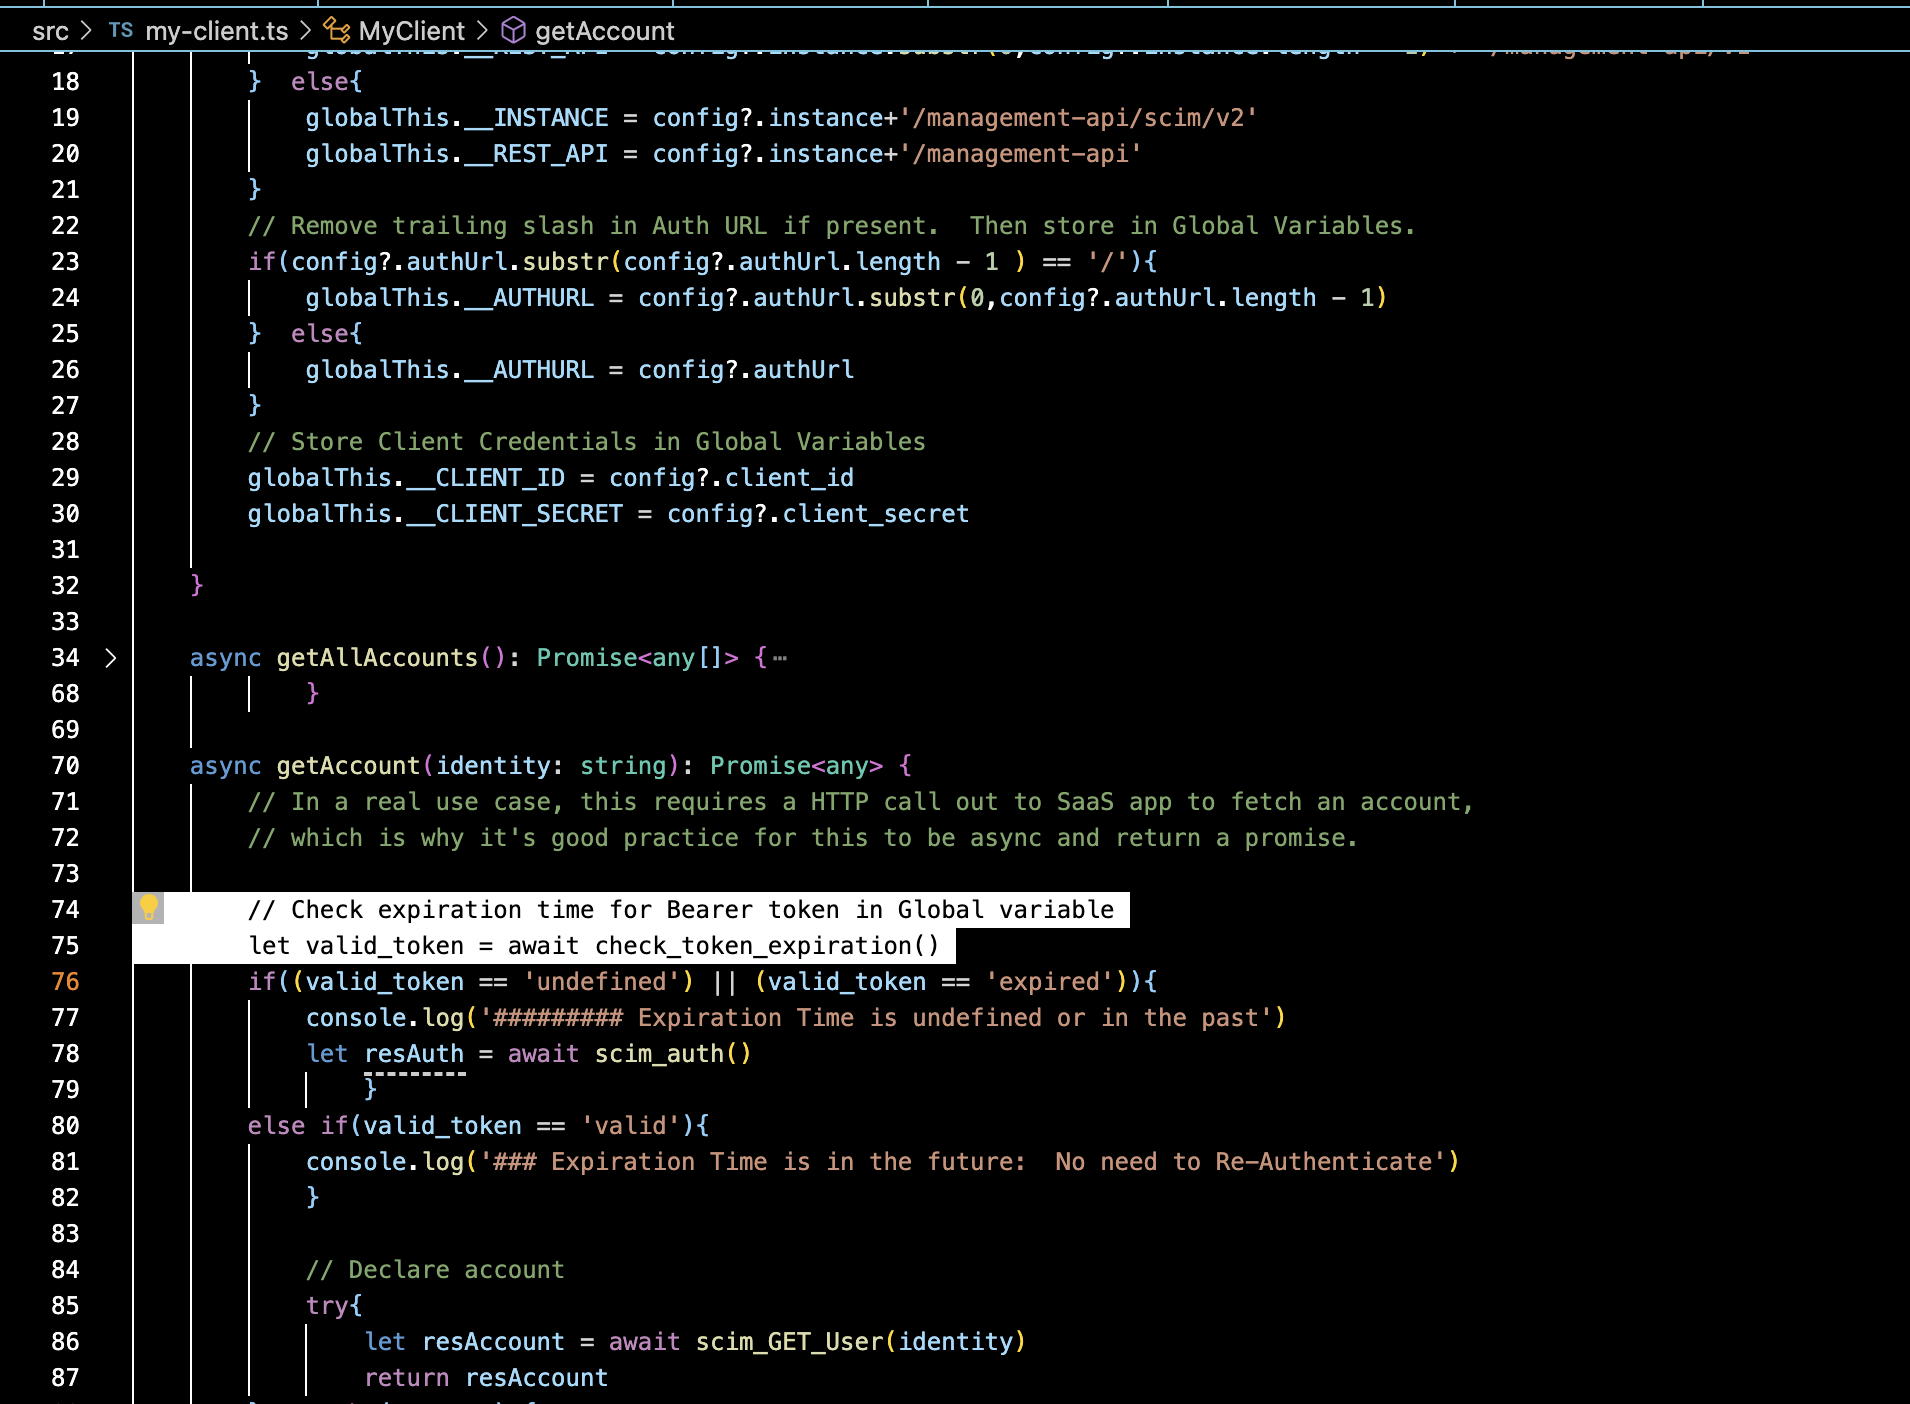 src > TS my-client.ts > MyClient > getAccount
18 } else{
19 globalThis.__INSTANCE = config?.instance+'/management-api/scim/v2'
20 globalThis.__REST_API = config?.instance+'/management-api'
21 }
22 // Remove trailing slash in Auth URL if present.  Then store in Global Variables.
23 if(config?.authUrl.substr(config?.authUrl.length - 1 ) == '/'){
24 globalThis.__AUTHURL = config?.authUrl.substr(0,config?.authUrl.length - 1)
25 } else{
26 globalThis.__AUTHURL = config?.authUrl
27 }
28 // Store Client Credentials in Global Variables
29 globalThis.__CLIENT_ID = config?.client_id
30 globalThis.__CLIENT_SECRET = config?.client_secret
31
32 }
33
34 > async getAllAccounts(): Promise<any[]> {…
68 }
69
70 async getAccount(identity: string): Promise<any> {
71 // In a real use case, this requires a HTTP call out to SaaS app to fetch an account,
72 // which is why it's good practice for this to be async and return a promise.
73
74 // Check expiration time for Bearer token in Global variable
75 let valid_token = await check_token_expiration()
76 if((valid_token == 'undefined') || (valid_token == 'expired')){
77 console.log('######### Expiration Time is undefined or in the past')
78 let resAuth = await scim_auth()
79 }
80 else if(valid_token == 'valid'){
81 console.log('### Expiration Time is in the future:  No need to Re-Authenticate')
82 }
83
84 // Declare account
85 try{
86 let resAccount = await scim_GET_User(identity)
87 return resAccount